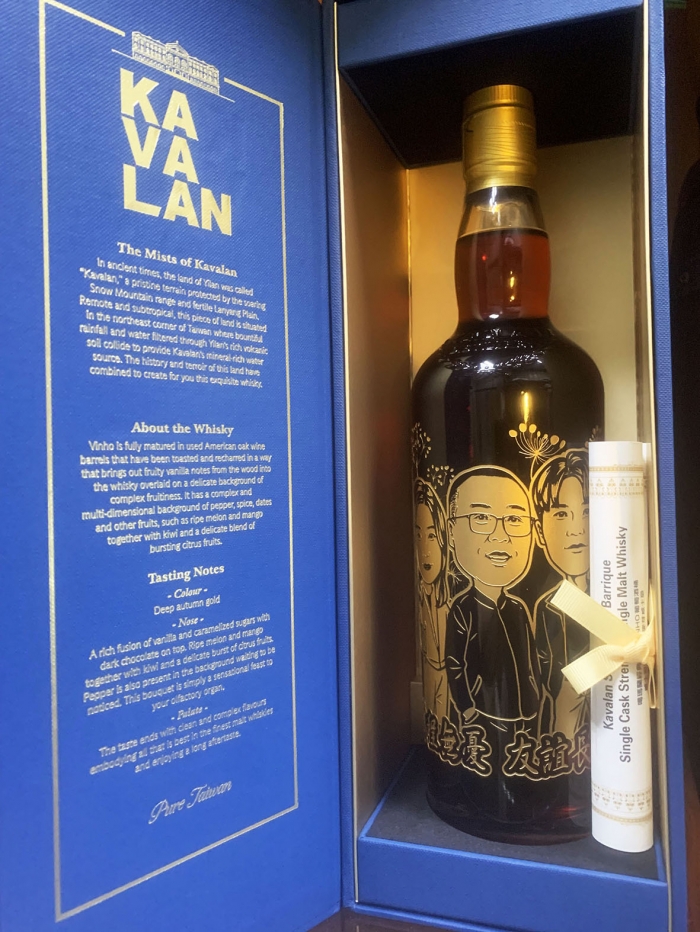 KA
VA
LAN
The Mists of Kavalan
In ancient times, the land of Yilan was called
"Kavalan," a pristine terrain protected by the soaring
Snow Mountain range and fertile Lanyang Plain.
Remote and subtropical, this piece of land is situated
in the northeast corner of Taiwan where bountiful
rainfall and water filtered through Yilan's rich volcanic
soil collide to provide Kavalan's mineral-rich water
source. The history and terroir of this land have
combined to create for you this exquisite whisky.
About the Whisky
Vinho is fully matured in used American oak wine
barrels that have been toasted and recharred in a way
that brings out fruity vanilla notes from the wood into
the whisky overlaid on a delicate background of
complex fruitiness. It has a complex and
multi-dimensional background of pepper, spice, dates
and other fruits, such as ripe melon and mango
together with kiwi and a delicate blend of
bursting citrus fruits.
Tasting Notes
- Colour -
Deep autumn gold
- Nose -
A rich fusion of vanilla and caramelized sugars with
dark chocolate on top. Ripe melon and mango
together with kiwi and a delicate burst of citrus fruits.
Pepper is also present in the background waiting to be
noticed. This bouquet is simply a sensational feast to
your olfactory organ.
- Palate -
The taste ends with clean and complex flavours
embodying all that is best in the finest malt whiskies
and enjoying a long aftertaste.
Pure Taiwan
無憂 友誼長
Kavalan S Barrique
Single Cask Stren ngle Malt Whisky